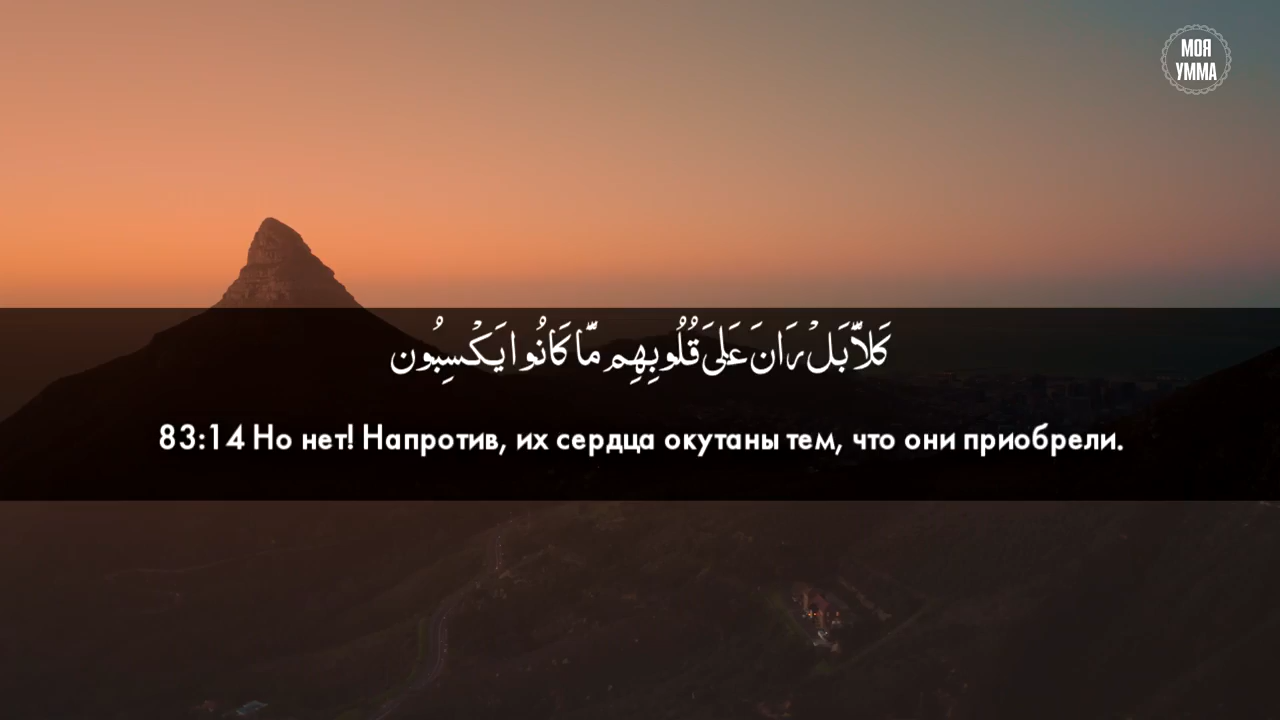 МОЯ
УММА
كَلَّا بَلْ رَانَ عَلَىٰ قُلُوبِهِم مَّا كَانُوا يَكْسِبُون
83:14 Но нет! Напротив, их сердца окутаны тем, что они приобрели.